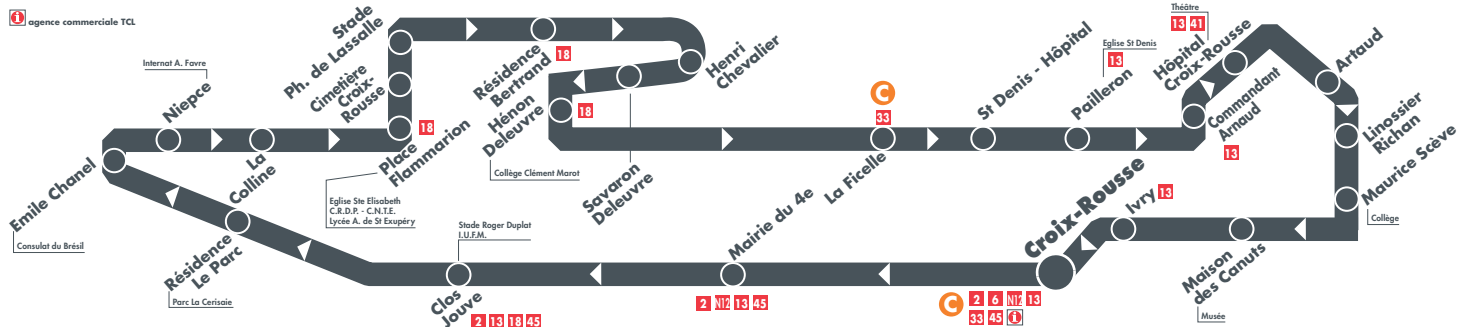 i agence commerciale TCL
Emile Chanel
Consulat du Brésil
Internat A. Favre
Niepce
La
Colline
Place
Flammarion
18
Eglise Ste Elisabeth
C.R.D.P. - C.N.T.E.
Lycée A. de St Exupéry
Cimetière
Croix-
Rousse
Stade
Ph. de Lassalle
Résidence
Bertrand
18
Henri
Chevalier
Savaron
Deleuvre
Hénon
Deleuvre
18
Collège Clément Marot
La Ficelle
C
33
St Denis - Hôpital
Pailleron
Eglise St Denis
13
Commandant
Arnaud
13
Hôpital
Croix-Rousse
Théâtre
13 41
Artaud
Linossier
Richan
Maurice Scève
Collège
Maison
des Canuts
Musée
Ivry 13
Croix-Rousse
C 2 6 N12 13
33 45 i
Mairie du 4e
2 N12 13 45
Clos
Jouve
2 13 18 45
Stade Roger Duplat
I.U.F.M.
Résidence
Le Parc
Parc La Cerisaie